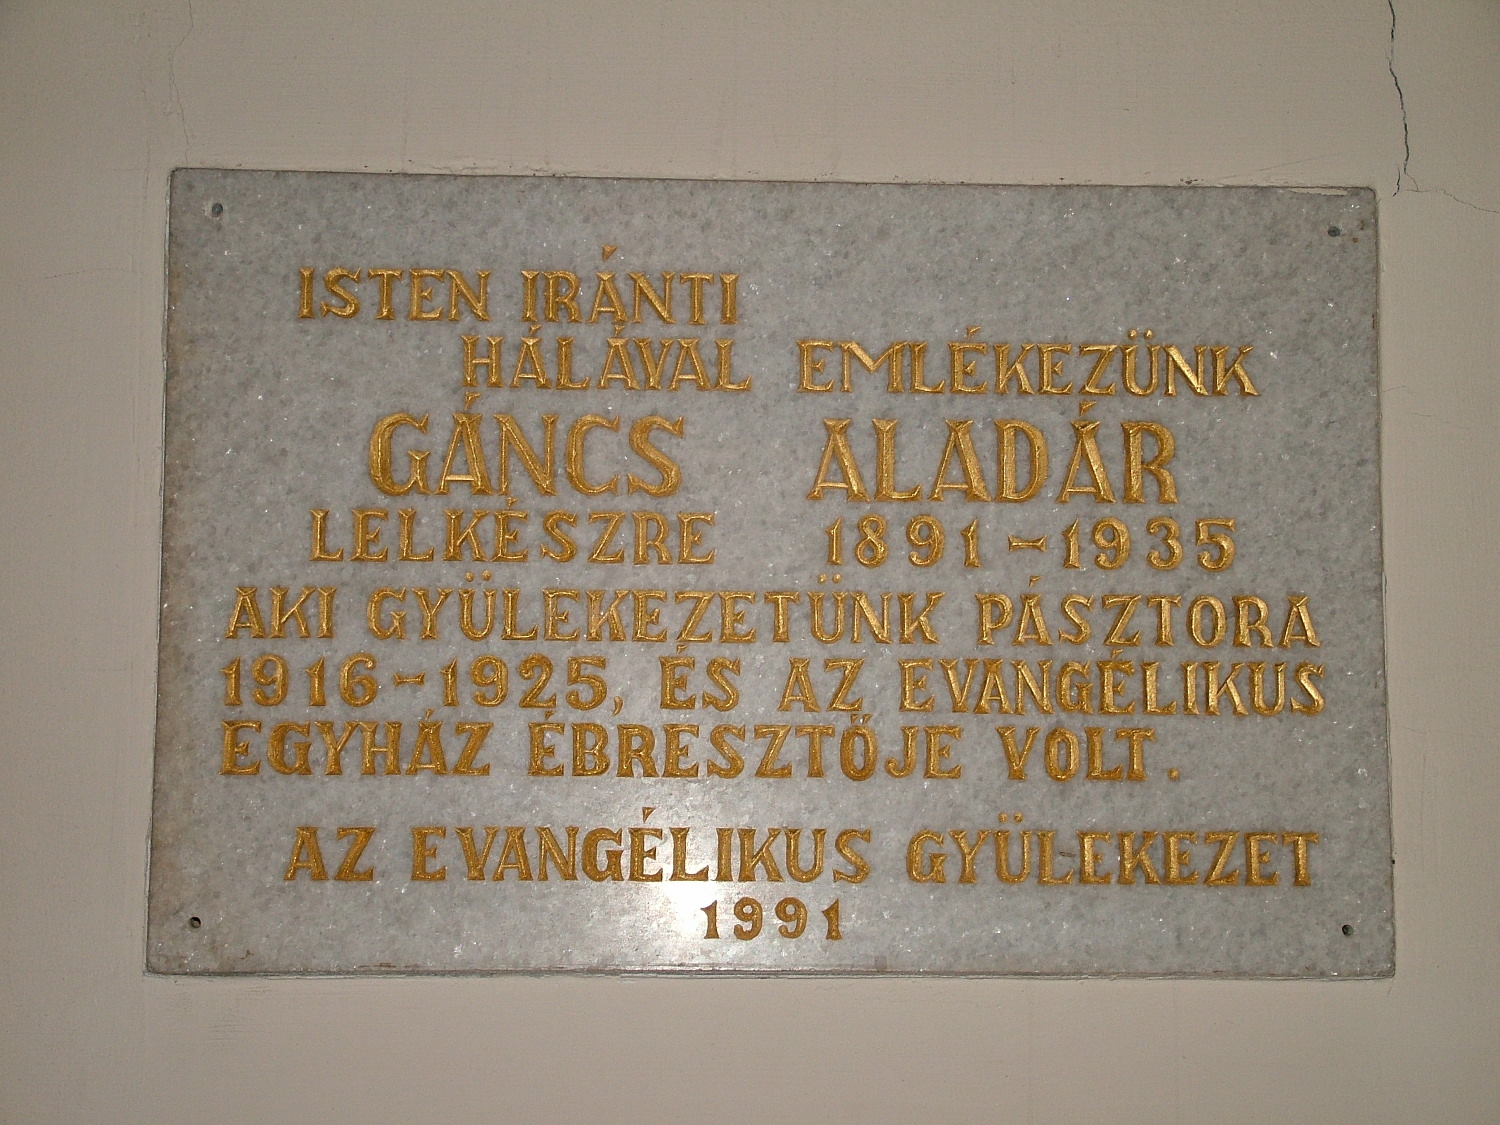 ISTEN IRÁNTI
HÁLÁVAL EMLÉKEZÜNK
GÁNCS ALADÁR
LELKÉSZRE 1891-1935
AKI GYÜLEKEZETÜNK PÁSZTORA
1916-1925, ÉS AZ EVANGÉLIKUS
EGYHÁZ ÉBRESZTŐJE VOLT.
AZ EVANGÉLIKUS GYÜLEKEZET
1991